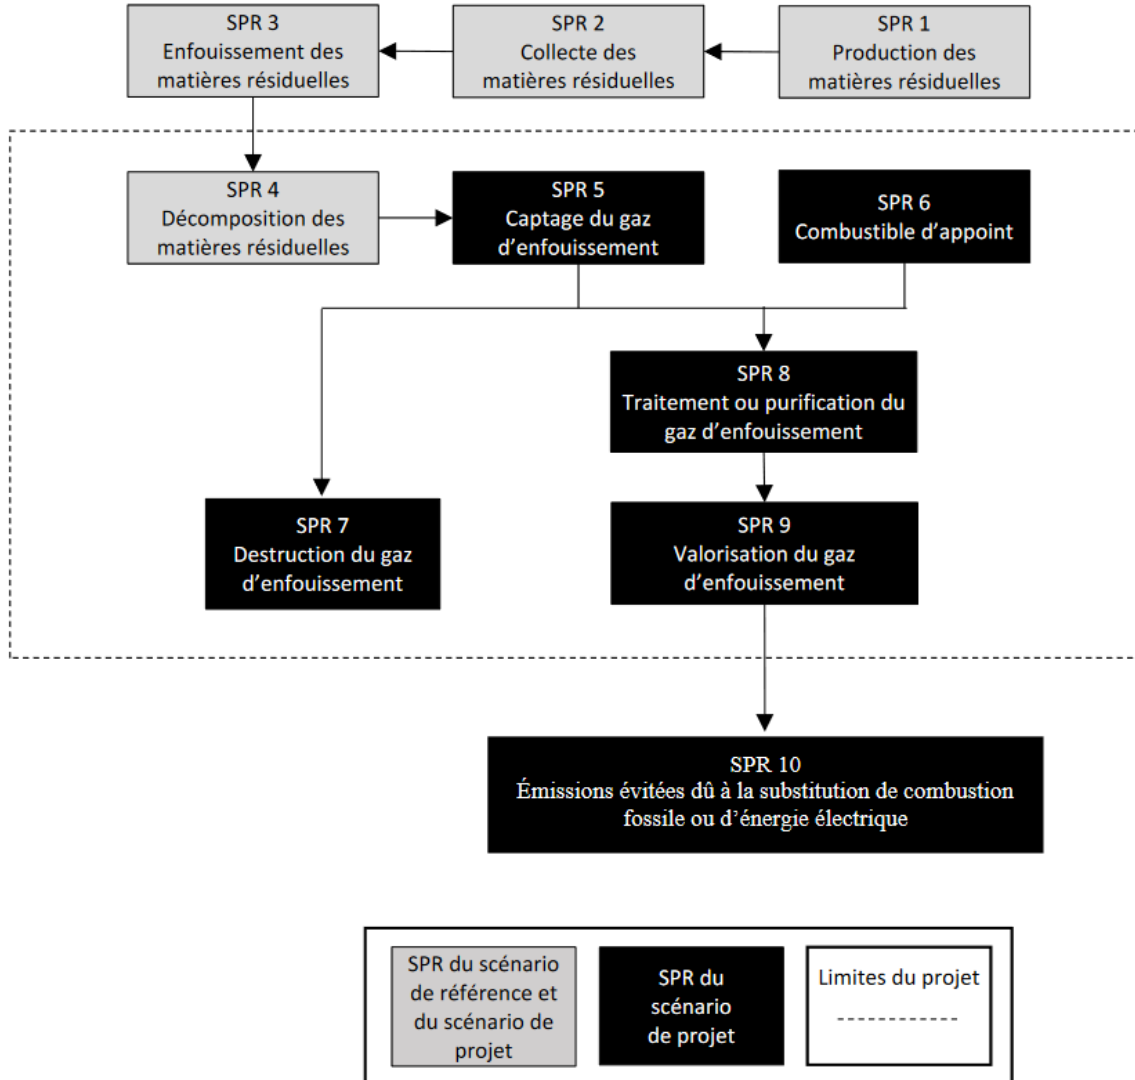 SPR 3
Enfouissement des
matières résiduelles
SPR 2
Collecte des
matières résiduelles
SPR 1
Production des
matières résiduelles
SPR 4
Décomposition des
matières résiduelles
SPR 5
Captage du gaz
d’enfouissement
SPR 6
Combustible d’appoint
SPR 8
Traitement ou purification du
gaz d’enfouissement
SPR 7
Destruction du gaz
d’enfouissement
SPR 9
Valorisation du gaz
d’enfouissement
SPR 10
Émissions évitées dû à la substitution de combustion
fossile ou d’énergie électrique
SPR du scénario
de référence et
du scénario de
projet
SPR du
scénario
de projet
Limites du projet